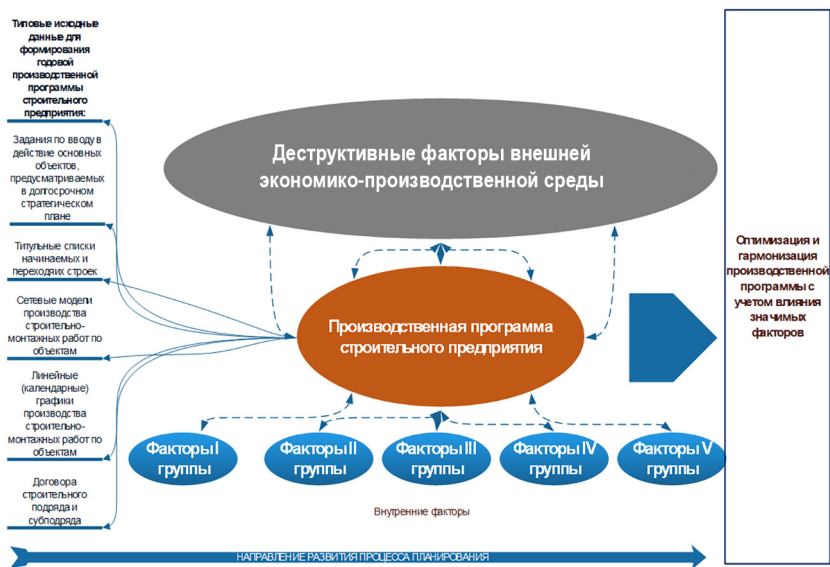 Типовые исходные
данные для
формирования
годовой
производственной
программы
строительного
предприятия:
Задания по вводу в
действие основных
объектов,
предусматриваемых
в долгосрочном
стратегическом
плане
Титульные списки
начинаемых и
переходяих строек
Сетевые модели
производства
строительно-
монтажных работ по
объектам
Линейные
(календарные)
графики
производства
строительно-
монтажных работ по
объектам
Договора
строительного
подряда и
субподряда
Деструктивные факторы внешней
экономико-производственной среды
Производственная программа
строительного предприятия
Факторы I
группы
Факторы II
группы
Факторы III
группы
Факторы IV
группы
Факторы V
группы
Внутренние факторы
НАПРАВЛЕНИЕ РАЗВИТИЯ ПРОЦЕССА ПЛАНИРОВАНИЯ
Оптимизация и
гармонизация
производственной
программы с
учетом влияния
значимых
факторов